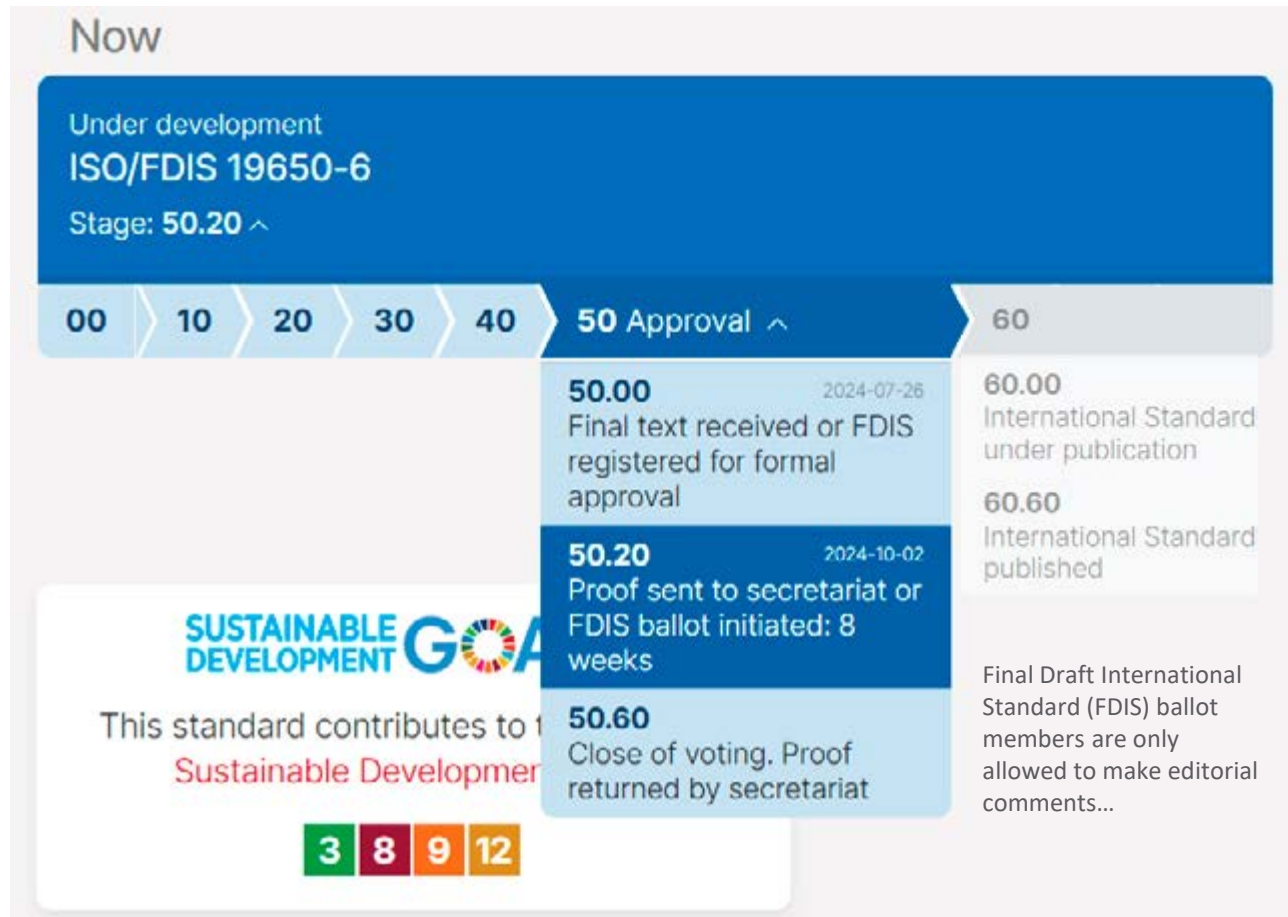 Now
Under development
ISO/FDIS 19650-6
Stage: 50.20
00 10 20 30 40 50 Approval 60
50.00 2024-07-26
Final text received or FDIS
registered for formal
approval
50.20 2024-10-02
Proof sent to secretariat or
FDIS ballot initiated: 8
weeks
50.60
Close of voting. Proof
returned by secretariat
60.00
International Standard
under publication
60.60
International Standard
published
Final Draft International
Standard (FDIS) ballot
members are only
allowed to make editorial
comments…
SUSTAINABLE
DEVELOPMENT GOA
This standard contributes to t
Sustainable Developmen
3 8 9 12